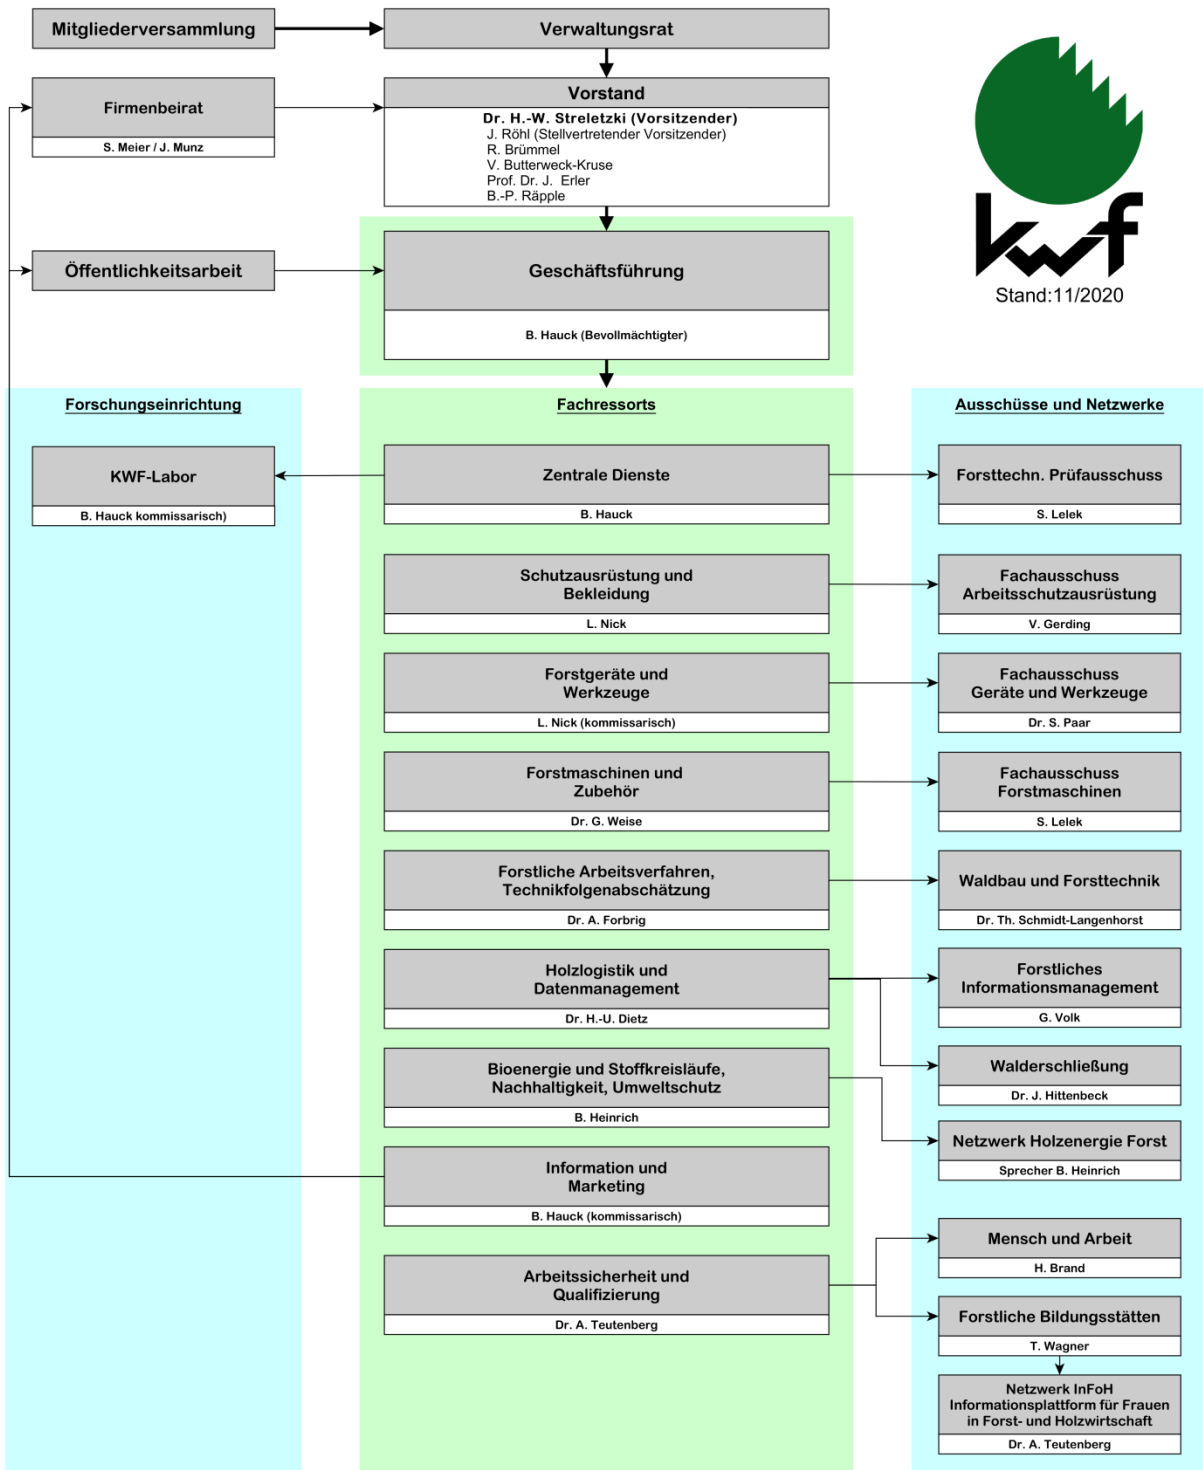 Mitgliederversammlung
Verwaltungsrat
Firmenbeirat
S. Meier / J. Munz
Vorstand
Dr. H.-W. Streletzki (Vorsitzender)
J. Röhl (Stellvertretender Vorsitzender)
R. Brümmel
V. Butterweck-Kruse
Prof. Dr. J. Erler
B.-P. Räpple
kwf
Stand:11/2020
Öffentlichkeitsarbeit
Geschäftsführung
B. Hauck (Bevollmächtigter)
Forschungseinrichtung
KWF-Labor
B. Hauck kommissarisch)
Fachressorts
Zentrale Dienste
B. Hauck
Schutzausrüstung und
Bekleidung
L. Nick
Forstgeräte und
Werkzeuge
L. Nick (kommissarisch)
Forstmaschinen und
Zubehör
Dr. G. Weise
Forstliche Arbeitsverfahren,
Technikfolgenabschätzung
Dr. A. Forbrig
Holzlogistik und
Datenmanagement
Dr. H.-U. Dietz
Bioenergie und Stoffkreisläufe,
Nachhaltigkeit, Umweltschutz
B. Heinrich
Information und
Marketing
B. Hauck (kommissarisch)
Arbeitssicherheit und
Qualifizierung
Dr. A. Teutenberg
Ausschüsse und Netzwerke
Forsttechn. Prüfausschuss
S. Lelek
Fachausschuss
Arbeitsschutzausrüstung
V. Gerding
Fachausschuss
Geräte und Werkzeuge
Dr. S. Paar
Fachausschuss
Forstmaschinen
S. Lelek
Waldbau und Forsttechnik
Dr. Th. Schmidt-Langenhorst
Forstliches
Informationsmanagement
G. Volk
Walderschließung
Dr. J. Hittenbeck
Netzwerk Holzenergie Forst
Sprecher B. Heinrich
Mensch und Arbeit
H. Brand
Forstliche Bildungsstätten
T. Wagner
Netzwerk InFoH
Informationsplattform für Frauen
in Forst- und Holzwirtschaft
Dr. A. Teutenberg